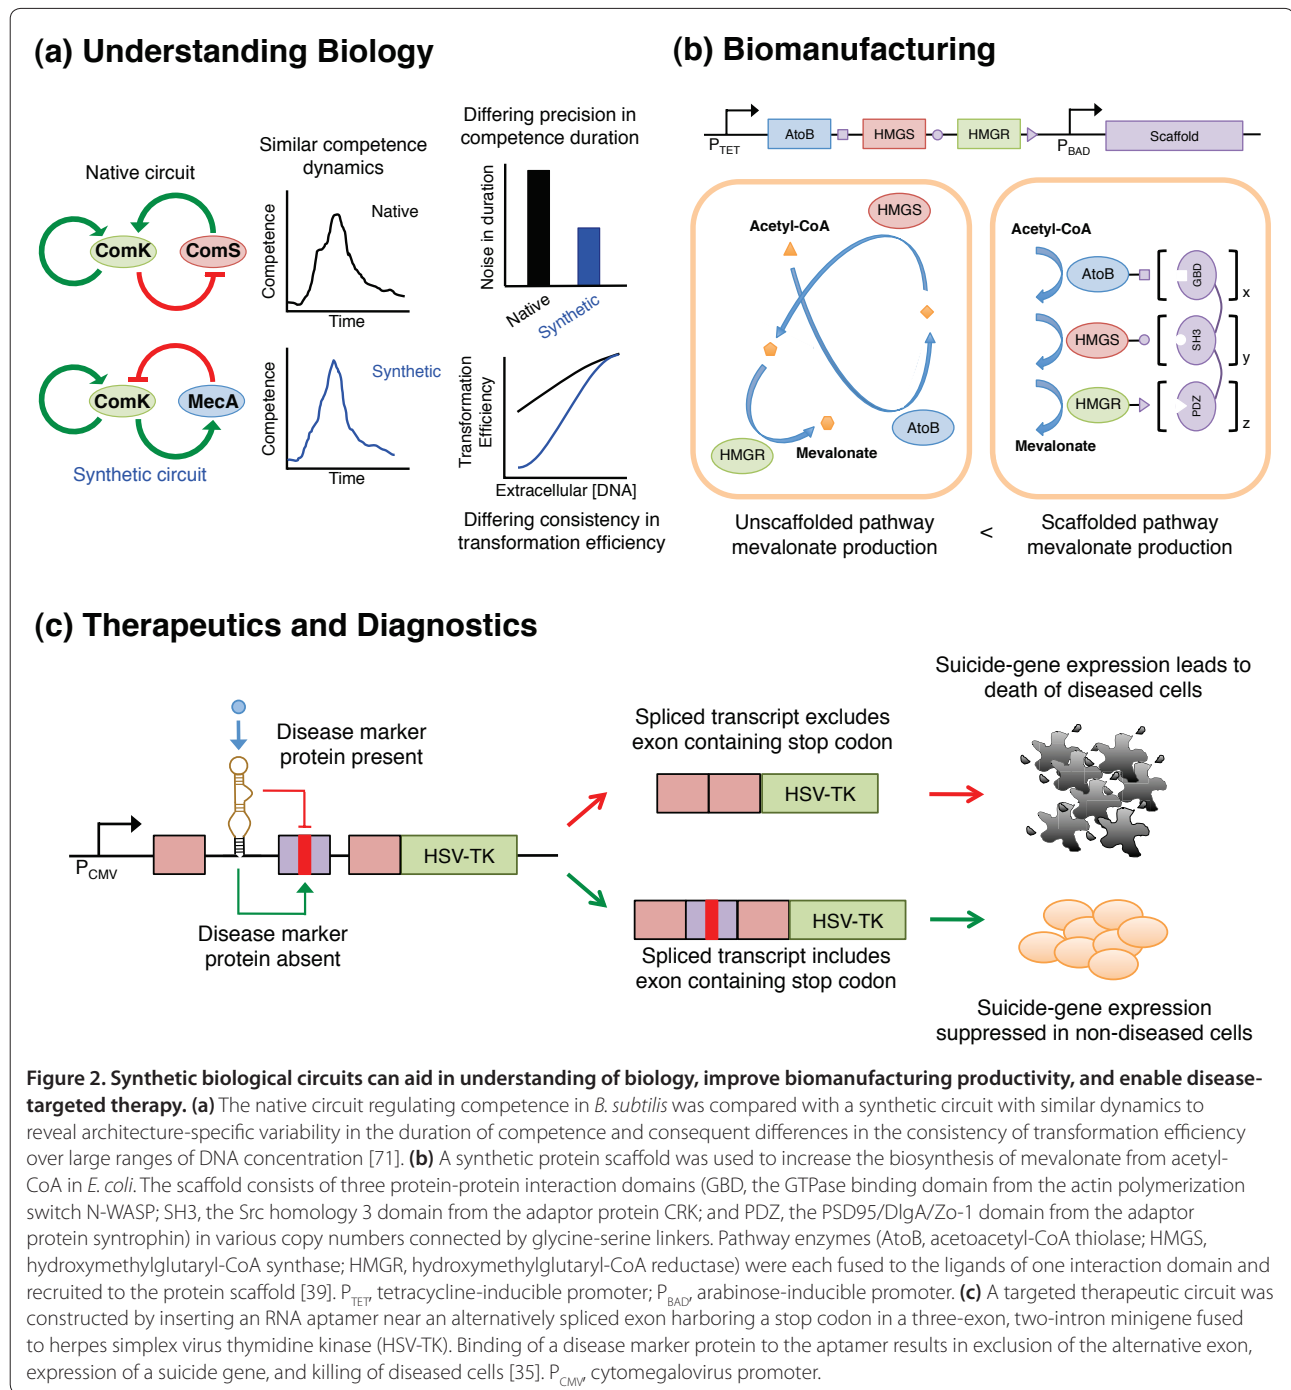 (a) Understanding Biology
Native circuit
ComK
ComS
ComK
MecA
Synthetic circuit
Similar competence
dynamics
Competence
Native
Time
Competence
Synthetic
Time
Differing precision in
competence duration
Noise in duration
Native
Synthetic
Transformation
Efficiency
Extracellular [DNA]
Differing consistency in
transformation efficiency
(b) Biomanufacturing
PTET
AtoB
HMGS
HMGR
PBAD
Scaffold
Acetyl-CoA
HMGS
AtoB
HMGR
Mevalonate
Unscaffolded pathway
mevalonate production
<
Acetyl-CoA
AtoB
GBD
x
HMGS
SH3
y
HMGR
PDZ
z
Mevalonate
Scaffolded pathway
mevalonate production
(c) Therapeutics and Diagnostics
Disease marker
protein present
PCMV
HSV-TK
Disease marker
protein absent
Spliced transcript excludes
exon containing stop codon
HSV-TK
HSV-TK
Spliced transcript includes
exon containing stop codon
Suicide-gene expression leads to
death of diseased cells
Suicide-gene expression
suppressed in non-diseased cells
Figure 2. Synthetic biological circuits can aid in understanding of biology, improve biomanufacturing productivity, and enable disease-
targeted therapy. (a) The native circuit regulating competence in B. subtilis was compared with a synthetic circuit with similar dynamics to
reveal architecture-specific variability in the duration of competence and consequent differences in the consistency of transformation efficiency
over large ranges of DNA concentration [71]. (b) A synthetic protein scaffold was used to increase the biosynthesis of mevalonate from acetyl-
CoA in E. coli. The scaffold consists of three protein-protein interaction domains (GBD, the GTPase binding domain from the actin polymerization
switch N-WASP; SH3, the Src homology 3 domain from the adaptor protein CRK; and PDZ, the PSD95/DlgA/Zo-1 domain from the adaptor
protein syntrophin) in various copy numbers connected by glycine-serine linkers. Pathway enzymes (AtoB, acetoacetyl-CoA thiolase; HMGS,
hydroxymethylglutaryl-CoA synthase; HMGR, hydroxymethylglutaryl-CoA reductase) were each fused to the ligands of one interaction domain and
recruited to the protein scaffold [39]. PTET, tetracycline-inducible promoter; PBAD, arabinose-inducible promoter. (c) A targeted therapeutic circuit was
constructed by inserting an RNA aptamer near an alternatively spliced exon harboring a stop codon in a three-exon, two-intron minigene fused
to herpes simplex virus thymidine kinase (HSV-TK). Binding of a disease marker protein to the aptamer results in exclusion of the alternative exon,
expression of a suicide gene, and killing of diseased cells [35]. PCMV, cytomegalovirus promoter.